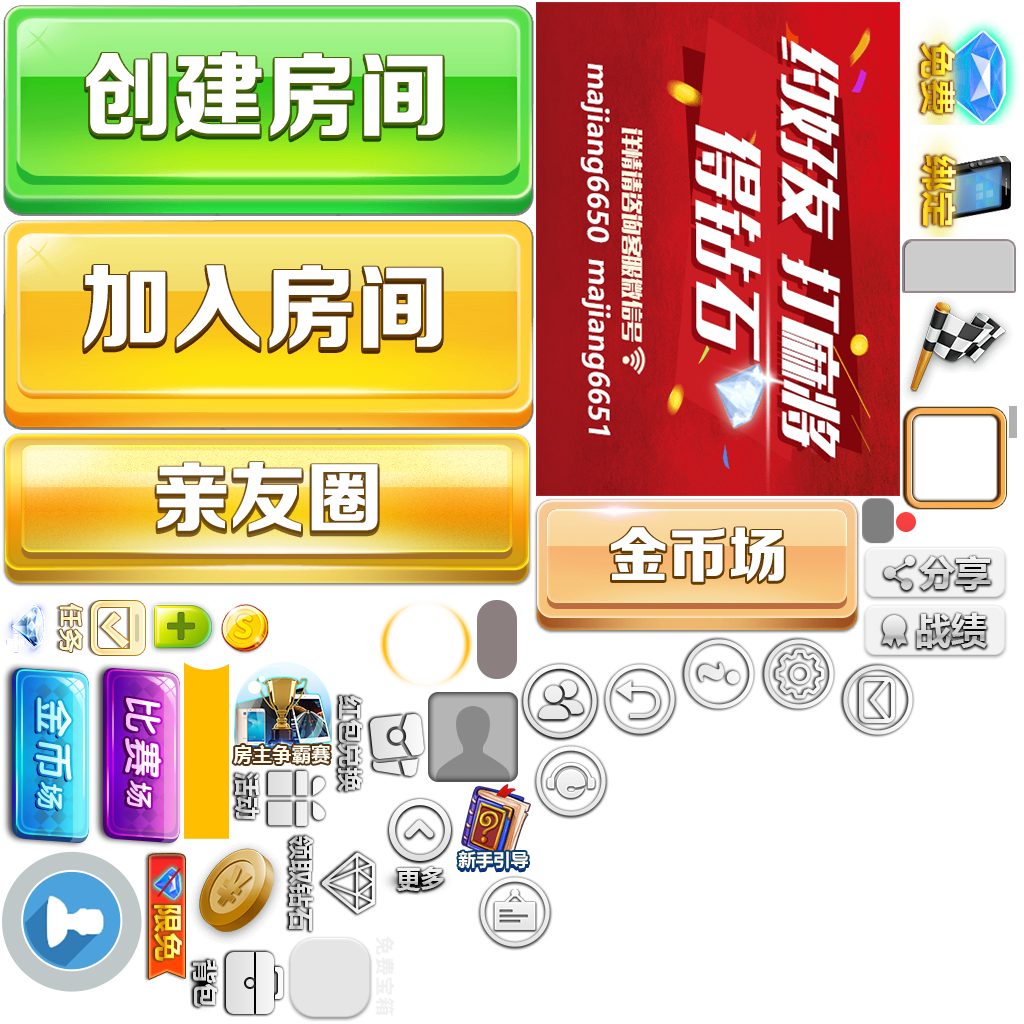 创建房间
加入房间
亲友圈
约好友 打麻将
得钻石
详情请咨询客服微信号
majiang6650 majiang6651
免费
绑定
金币场
分享
战绩
任务
S
金币场
比赛场
房主争霸赛
红包兑换
活动
更多
新手引导
领取钻石
限免
背包
免费宝箱